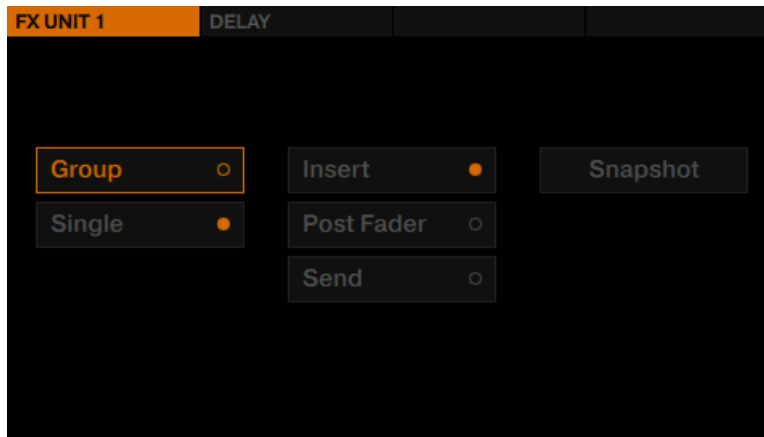 FX UNIT 1 DELAY
Group Insert Snapshot
Single Post Fader
Send